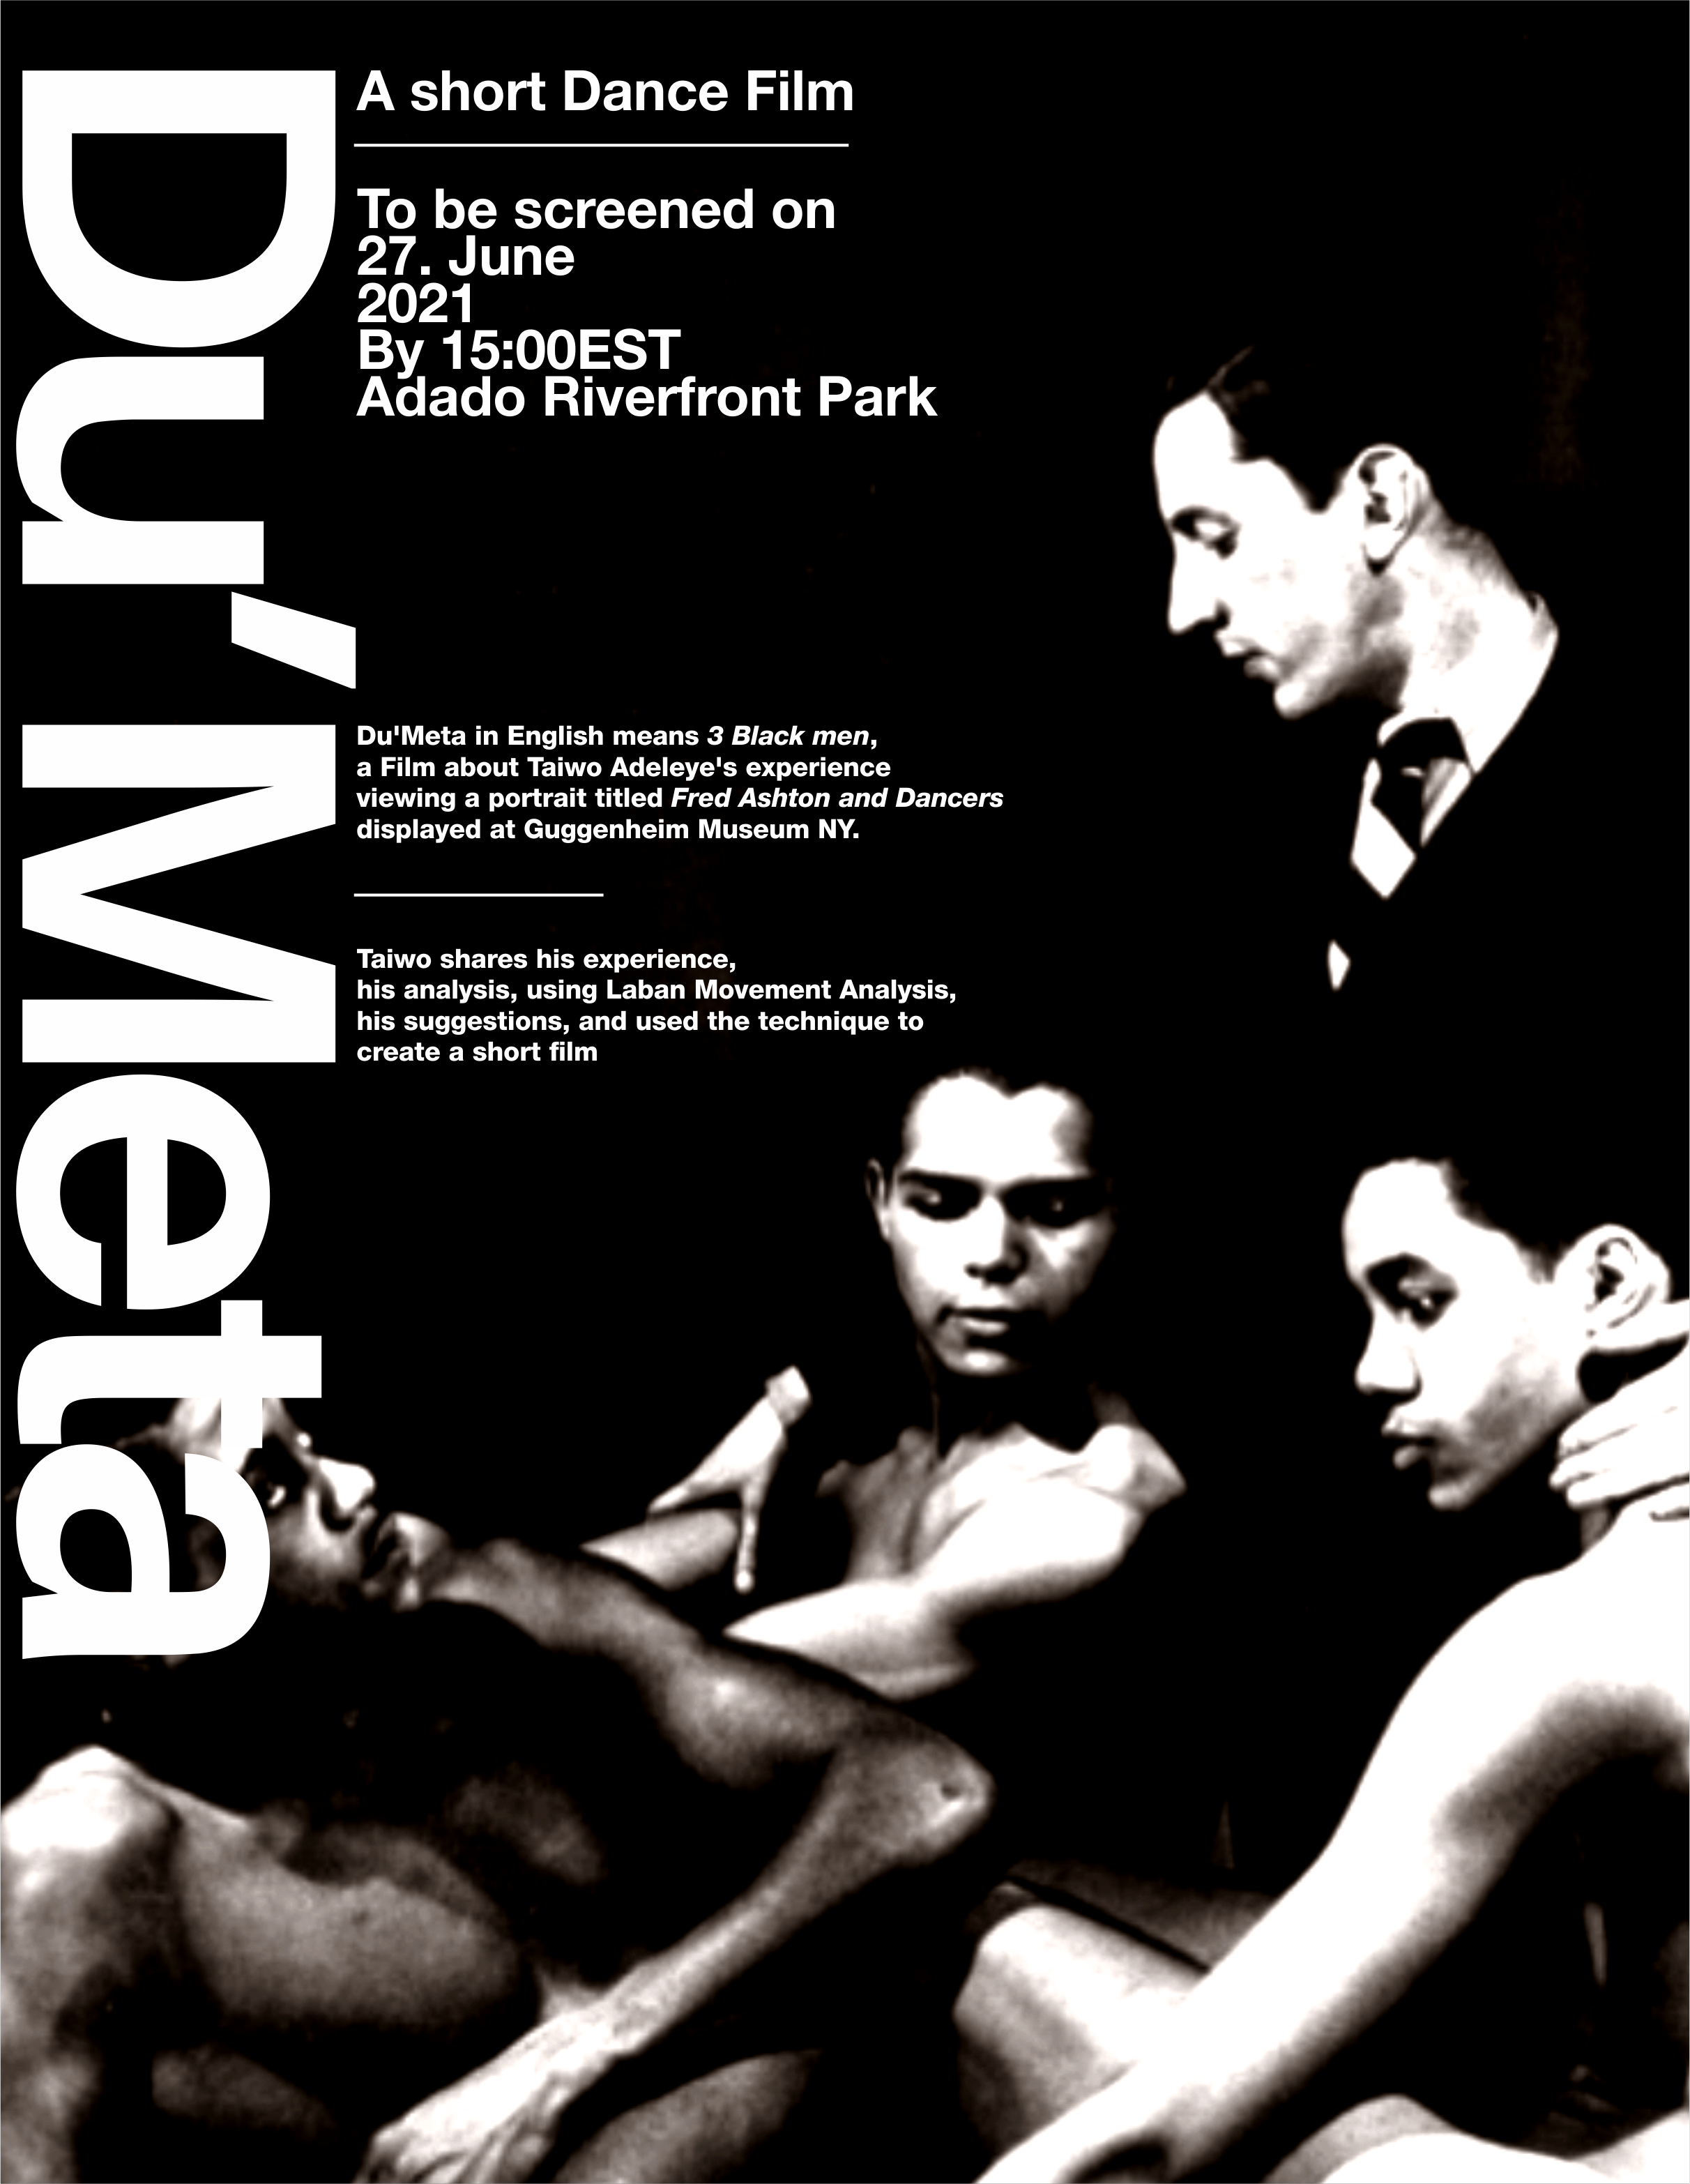 Du'Meta
A short Dance Film
To be screened on
27. June
2021
By 15:00EST
Adado Riverfront Park
Du'Meta in English means 3 Black men,
a Film about Taiwo Adeleye's experience
viewing a portrait titled Fred Ashton and Dancers
displayed at Guggenheim Museum NY.
Taiwo shares his experience,
his analysis, using Laban Movement Analysis,
his suggestions, and used the technique to
create a short film